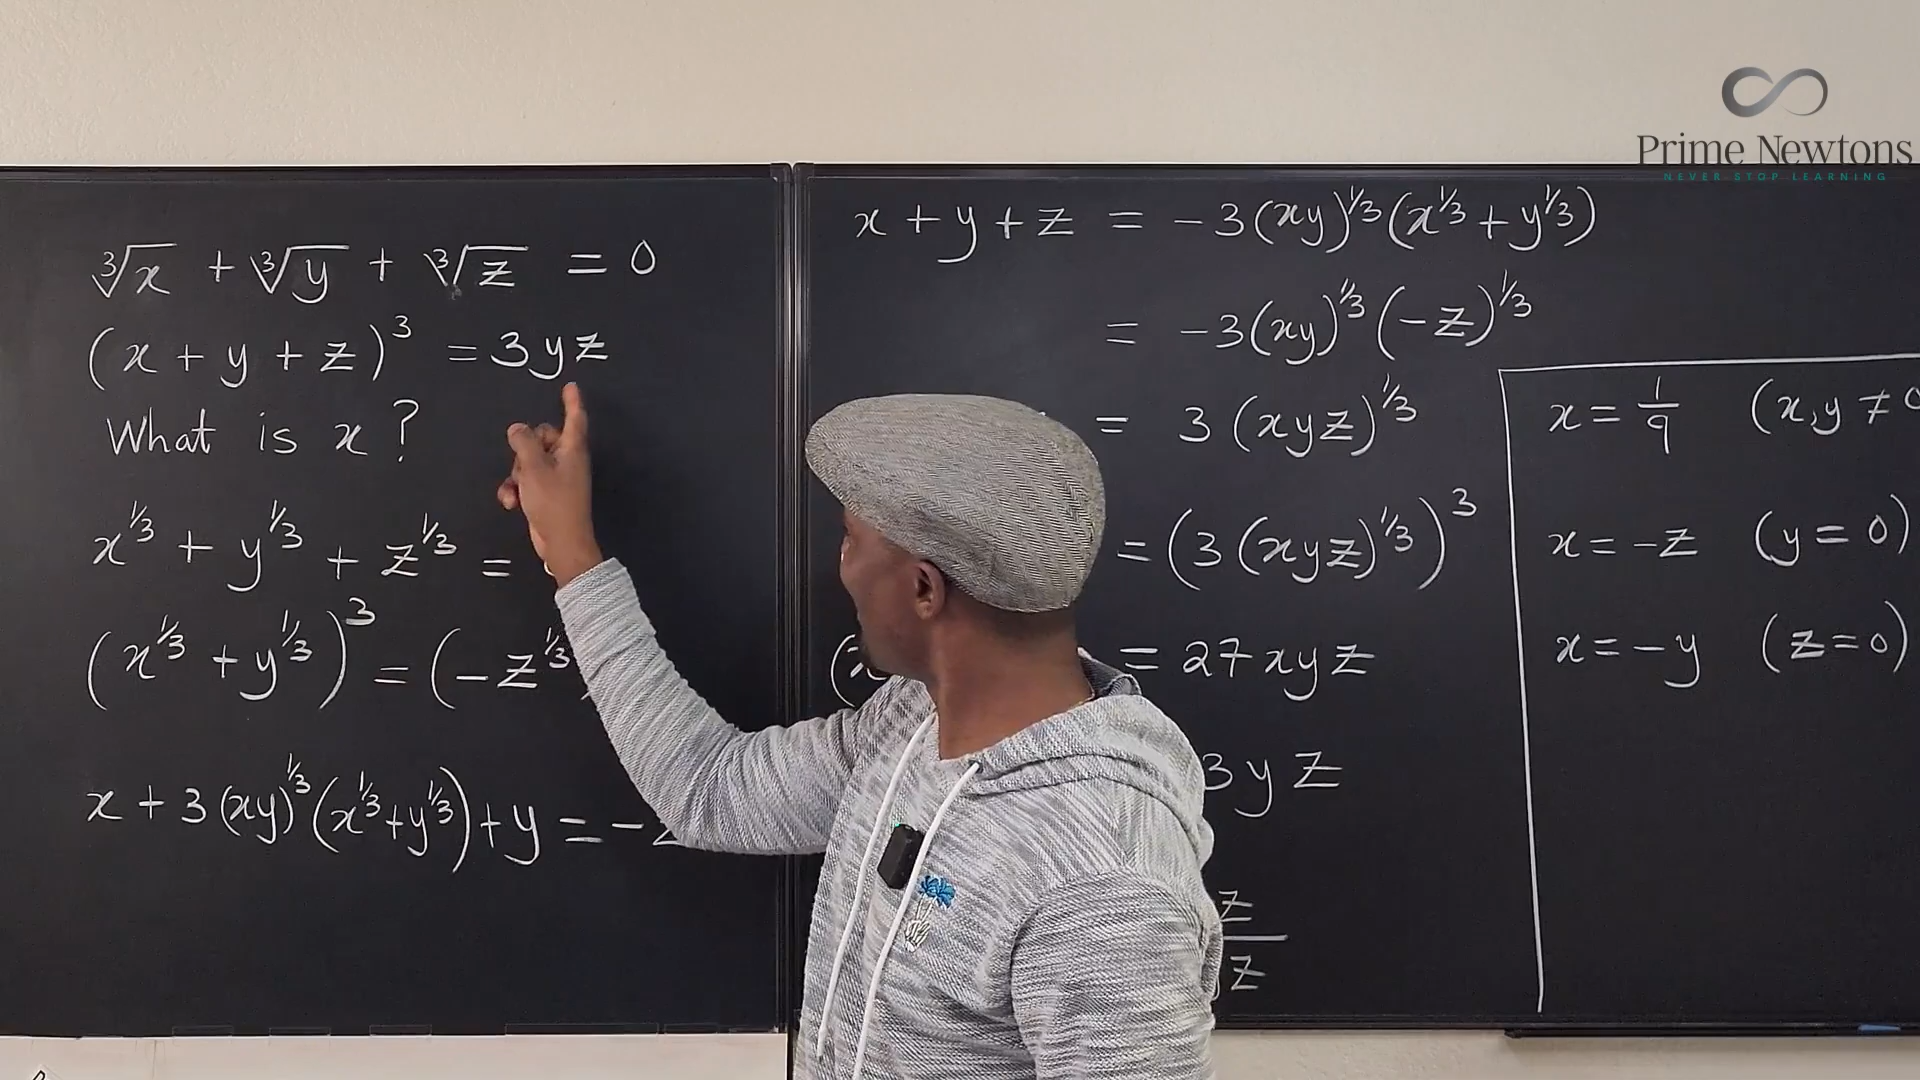 Prime Newtons
NEVER STOP LEARNING
∛x + ∛y + ∛z = 0
(x + y + z)³ = 3yz
What is x?
x^1/3 + y^1/3 + z^1/3 =
(x^1/3 + y^1/3)³ = (-z^1/3
x + 3(xy)^1/3(x^1/3+y^1/3)+y = -z
x + y + z = -3(xy)^1/3(x^1/3+y^1/3)
= -3(xy)^1/3(-z)^1/3
= 3(xyz)^1/3
= (3(xyz)^1/3)³
= 27xyz
3yz
z
z
x = 1/9 (x,y ≠ 0
x = -z (y = 0)
x = -y (z=0)